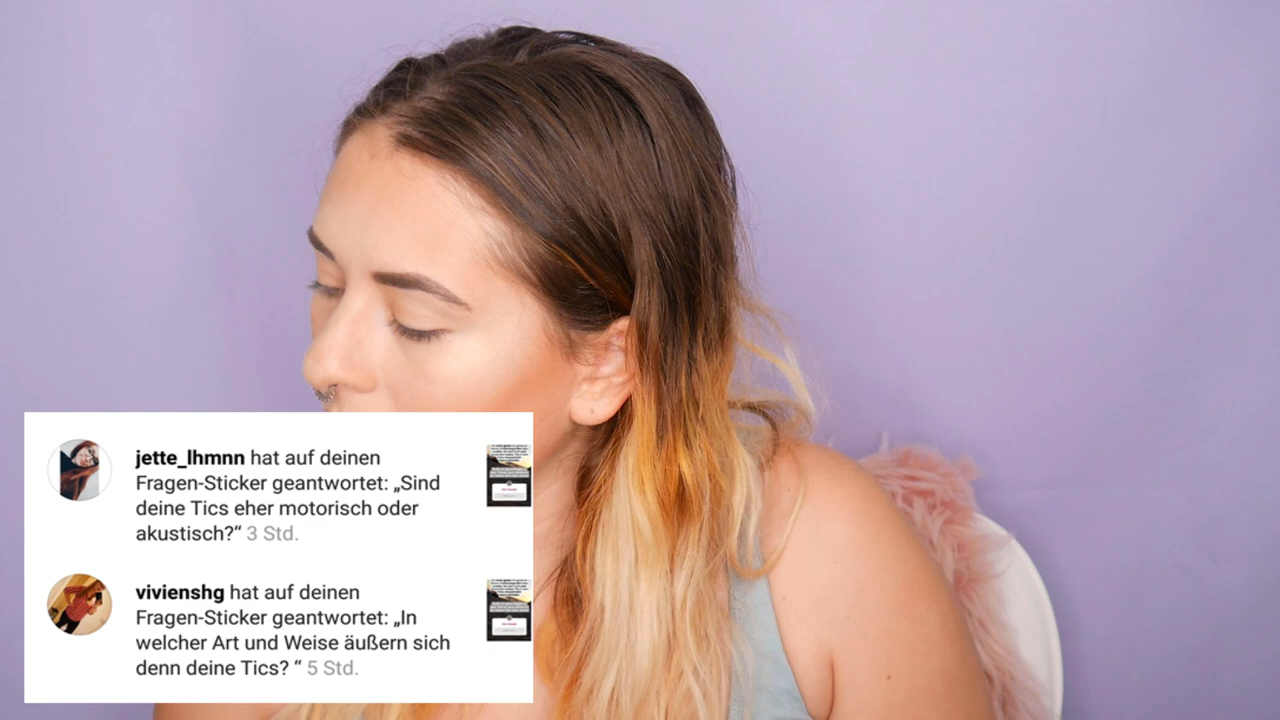 jette_lhmnn hat auf deinen
Fragen-Sticker geantwortet: „Sind
deine Tics eher motorisch oder
akustisch?“ 3 Std.
vivienshg hat auf deinen
Fragen-Sticker geantwortet: „In
welcher Art und Weise äußern sich
denn deine Tics? “ 5 Std.